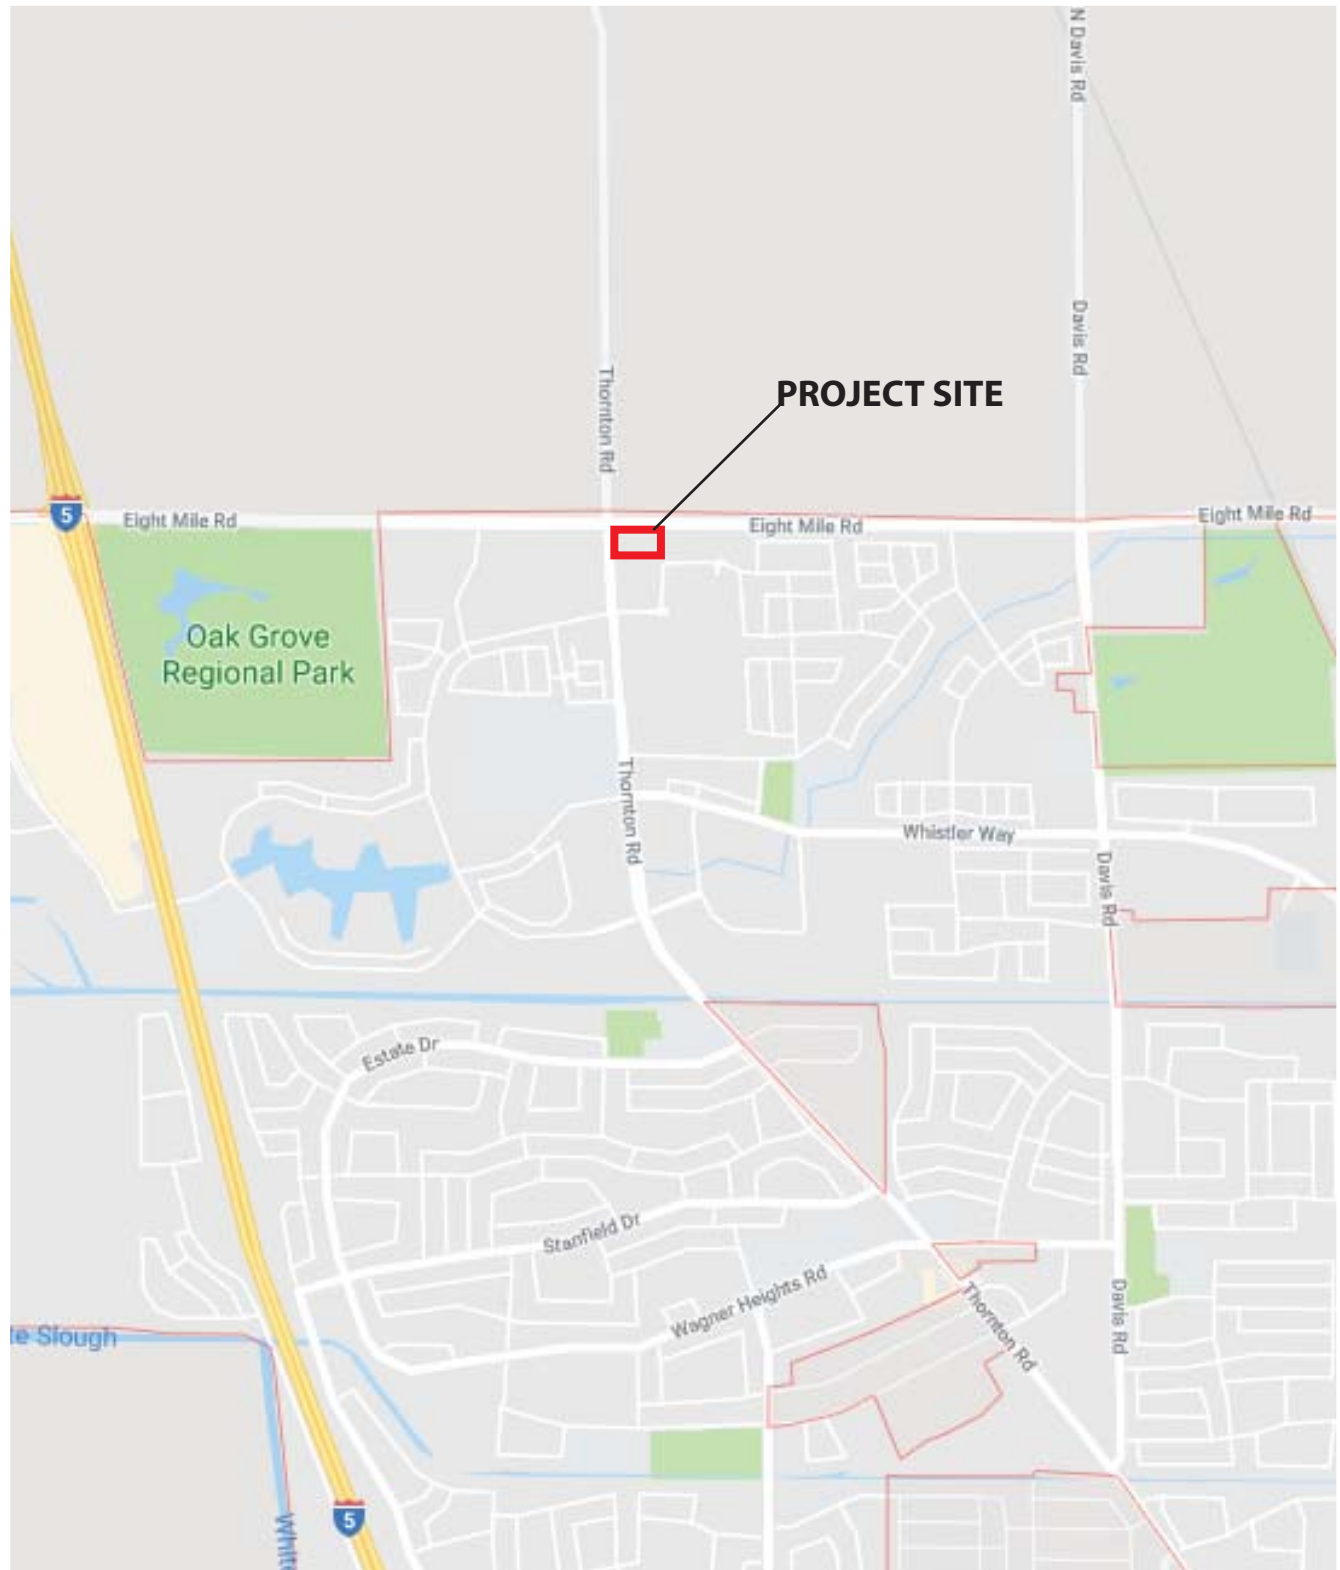 N Davis Rd
Davis Rd
Thornton Rd
PROJECT SITE
5
Eight Mile Rd
Eight Mile Rd
Eight Mile Rd
Oak Grove
Regional Park
Thornton Rd
Whistler Way
Davis Rd
Estate Dr
Stanfield Dr
Wagner Heights Rd
Thornton Rd
Davis Rd
te Slough
5
Whit